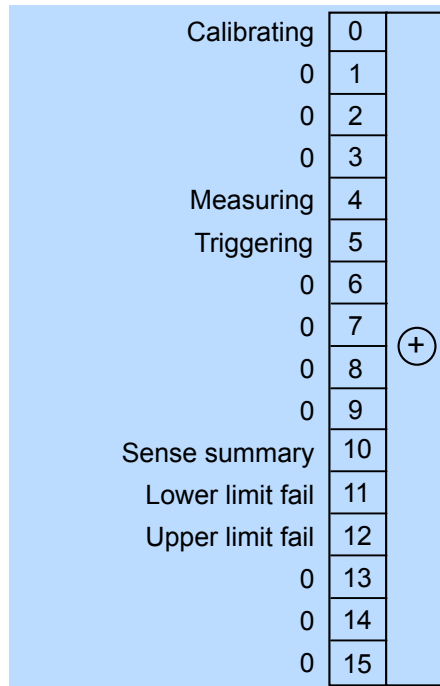 Calibrating 0
0 1
0 2
0 3
Measuring 4
Triggering 5
0 6
0 7
0 8
0 9
Sense summary 10
Lower limit fail 11
Upper limit fail 12
0 13
0 14
0 15
+